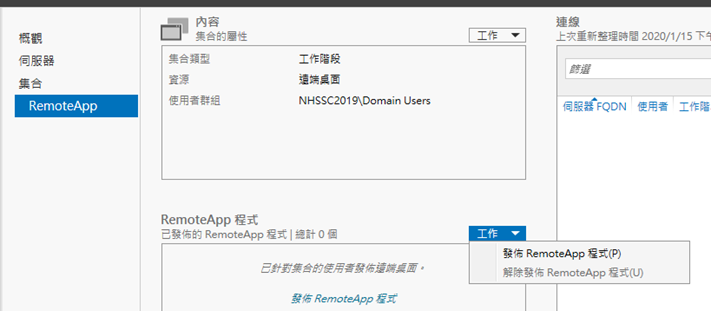 概觀
伺服器
集合
RemoteApp
內容
集合的屬性
工作
集合類型 工作階段
資源 遠端桌面
使用者群組 NHSSC2019\Domain Users
RemoteApp 程式
已發佈的 RemoteApp 程式 | 總計 0 個
工作
發佈 RemoteApp 程式(P)
解除發佈 RemoteApp 程式(U)
已針對集合的使用者發佈遠端桌面。
發佈 RemoteApp 程式
連線
上次重新整理時間 2020/1/15 下午
篩選
伺服器 FQDN 使用者 工作階